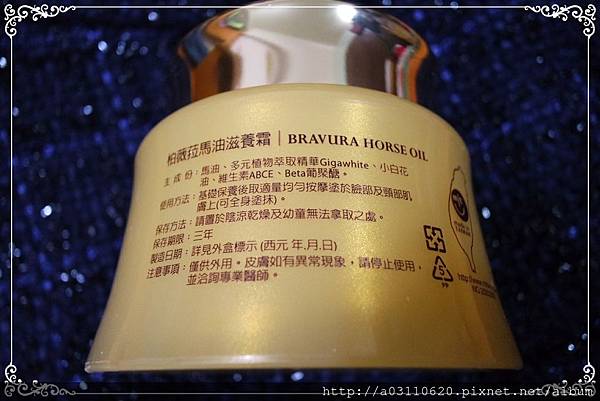 柏薇菈馬油滋養霜 | BRAVURA HORSE OIL
主 成 份：馬油、多元植物萃取精華Gigawhite、小白花
油、維生素ABCE、Beta葡聚醣。
使用方法：基礎保養後取適量均勻按摩塗於臉部及頸部肌
膚上(可全身塗抹)。
保存方法：請置於陰涼乾燥及幼童無法拿取之處。
保存期限：三年
製造日期：詳見外盒標示 (西元 年.月.日)
注意事項：僅供外用。皮膚如有異常現象，請停止使用，
並洽詢專業醫師。
5
PP
http://a03110620.pixnet.net/album